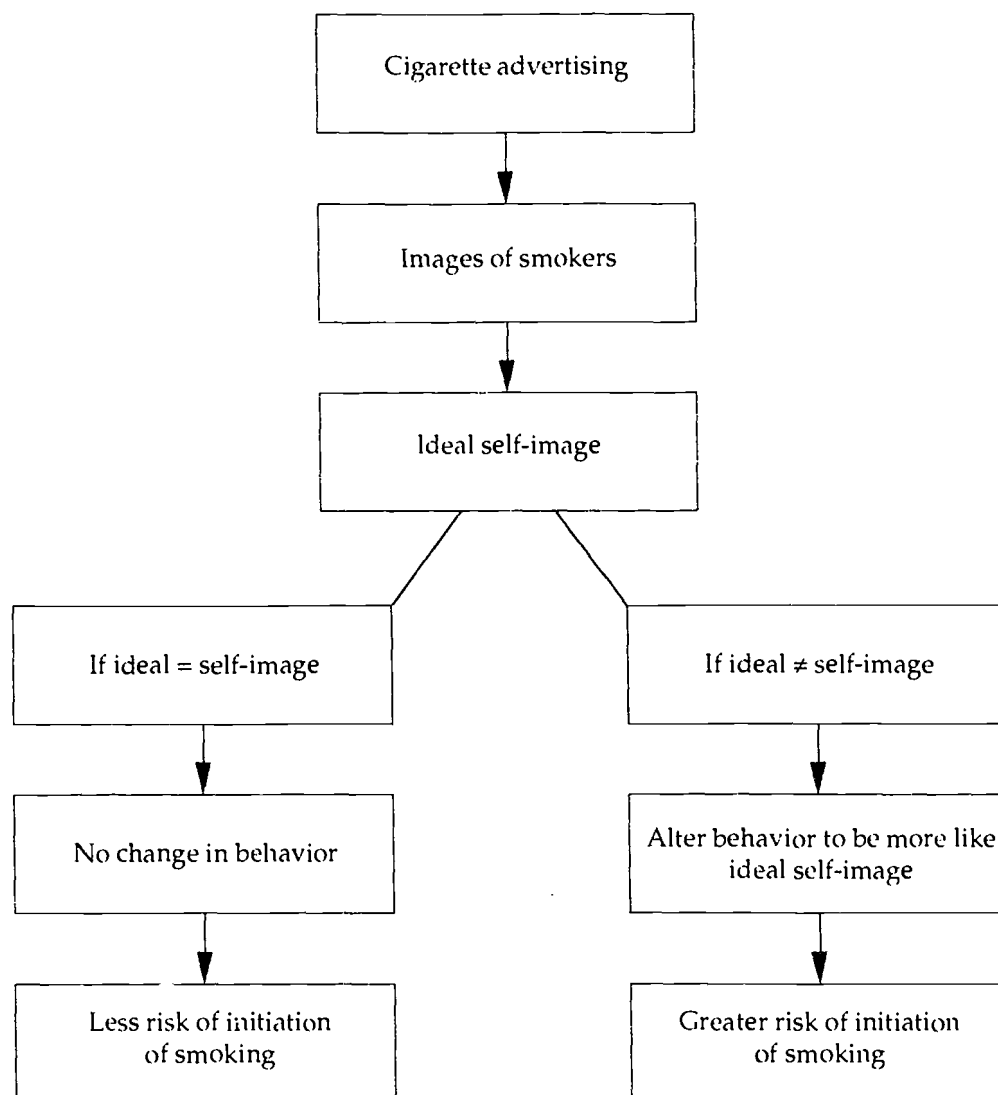 Cigarette advertising
Images of smokers
Ideal self-image
If ideal = self-image
If ideal ≠ self-image
No change in behavior
Alter behavior to be more like
ideal self-image
Less risk of initiation
of smoking
Greater risk of initiation
of smoking